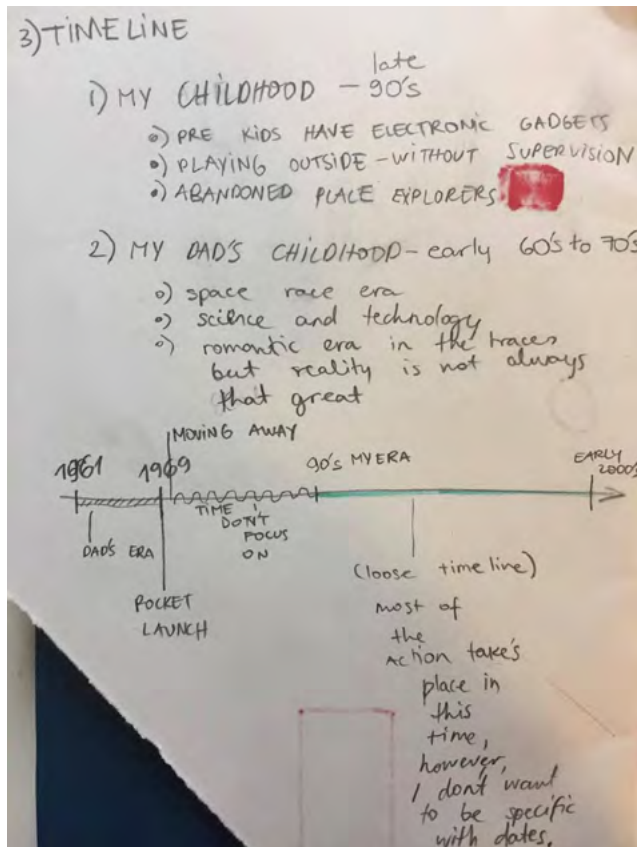 3) TIMELINE
late
1) MY CHILDHOOD – 90's
o) PRE KIDS HAVE ELECTRONIC GADGETS
o) PLAYING OUTSIDE – WITHOUT SUPERVISION
o) ABANDONED PLACE EXPLORERS
2) MY DAD'S CHILDHOOD – early 60's to 70's
o) space race era
o) science and technology
o) romantic era in the traces
but reality is not always
that great
MOVING AWAY
1961 1969 90's MY ERA EARLY
2000's
TIME I
DON'T
FOCUS
ON
DAD'S ERA
ROCKET
LAUNCH
(loose time line)
most of
the
ACtion take's
place in
this
time,
however,
I don't want
to be specific
with dates.